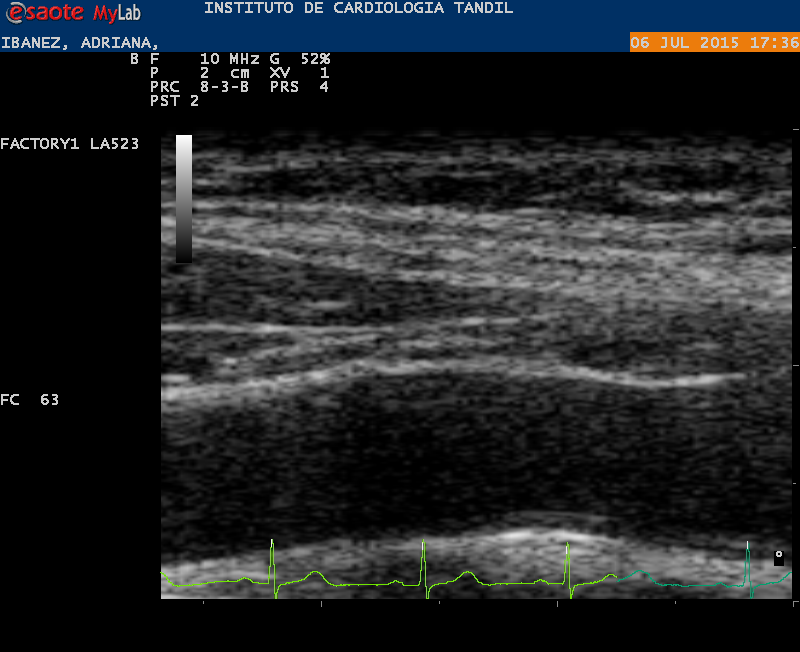 esaote MyLab
INSTITUTO DE CARDIOLOGIA TANDIL
IBANEZ, ADRIANA,
06 JUL 2015 17:36
B F 10 MHz G 52%
P 2 cm XV 1
PRC 8-3-B PRS 4
PST 2
FACTORY1 LA523
FC 63